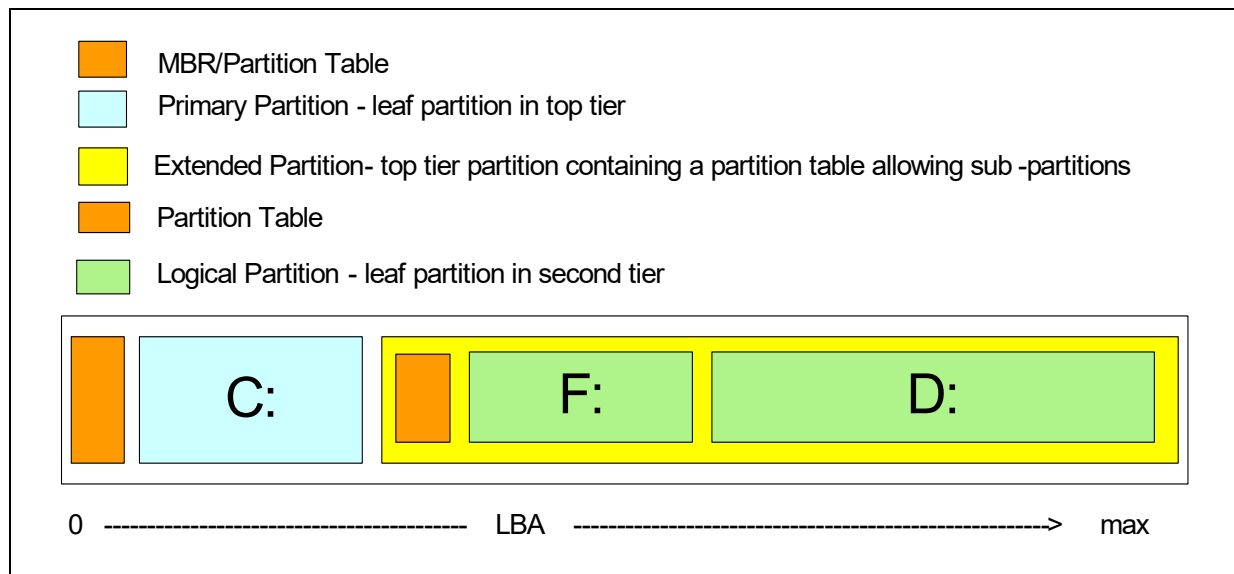 MBR/Partition Table
Primary Partition - leaf partition in top tier
Extended Partition- top tier partition containing a partition table allowing sub -partitions
Partition Table
Logical Partition - leaf partition in second tier
C: F: D:
0 ------------------------------------------ LBA -------------------------------------------------------> max